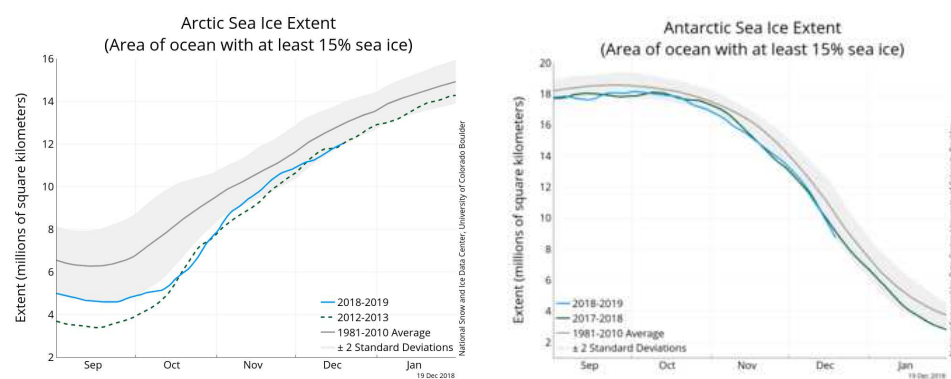 Arctic Sea Ice Extent
(Area of ocean with at least 15% sea ice)
Extent (millions of square kilometers)
16
14
12
10
8
6
4
2
Sep
Oct
Nov
Dec
Jan
2018-2019
2012-2013
1981-2010 Average
± 2 Standard Deviations
National Snow and Ice Data Center, University of Colorado Boulder
19 Dec 2018
Antarctic Sea Ice Extent
(Area of ocean with at least 15% sea ice)
Extent (millions of square kilometers)
20
18
16
14
12
10
8
6
4
2
Sep
Oct
Nov
Dec
Jan
2018-2019
2017-2018
1981-2010 Average
± 2 Standard Deviations
19 Dec 2018